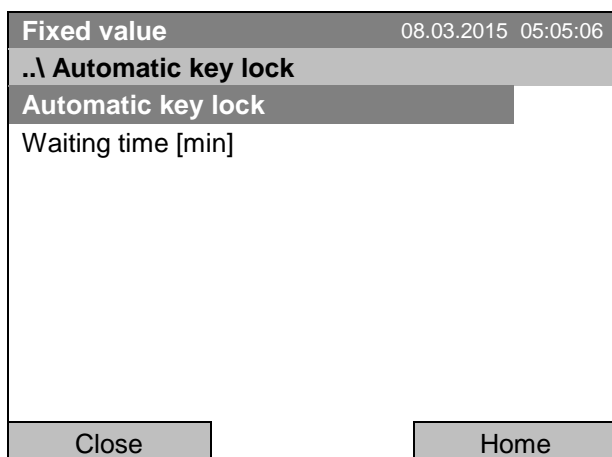 Fixed value 08.03.2015 05:05:06
..\ Automatic key lock
Automatic key lock
Waiting time [min]
Close Home